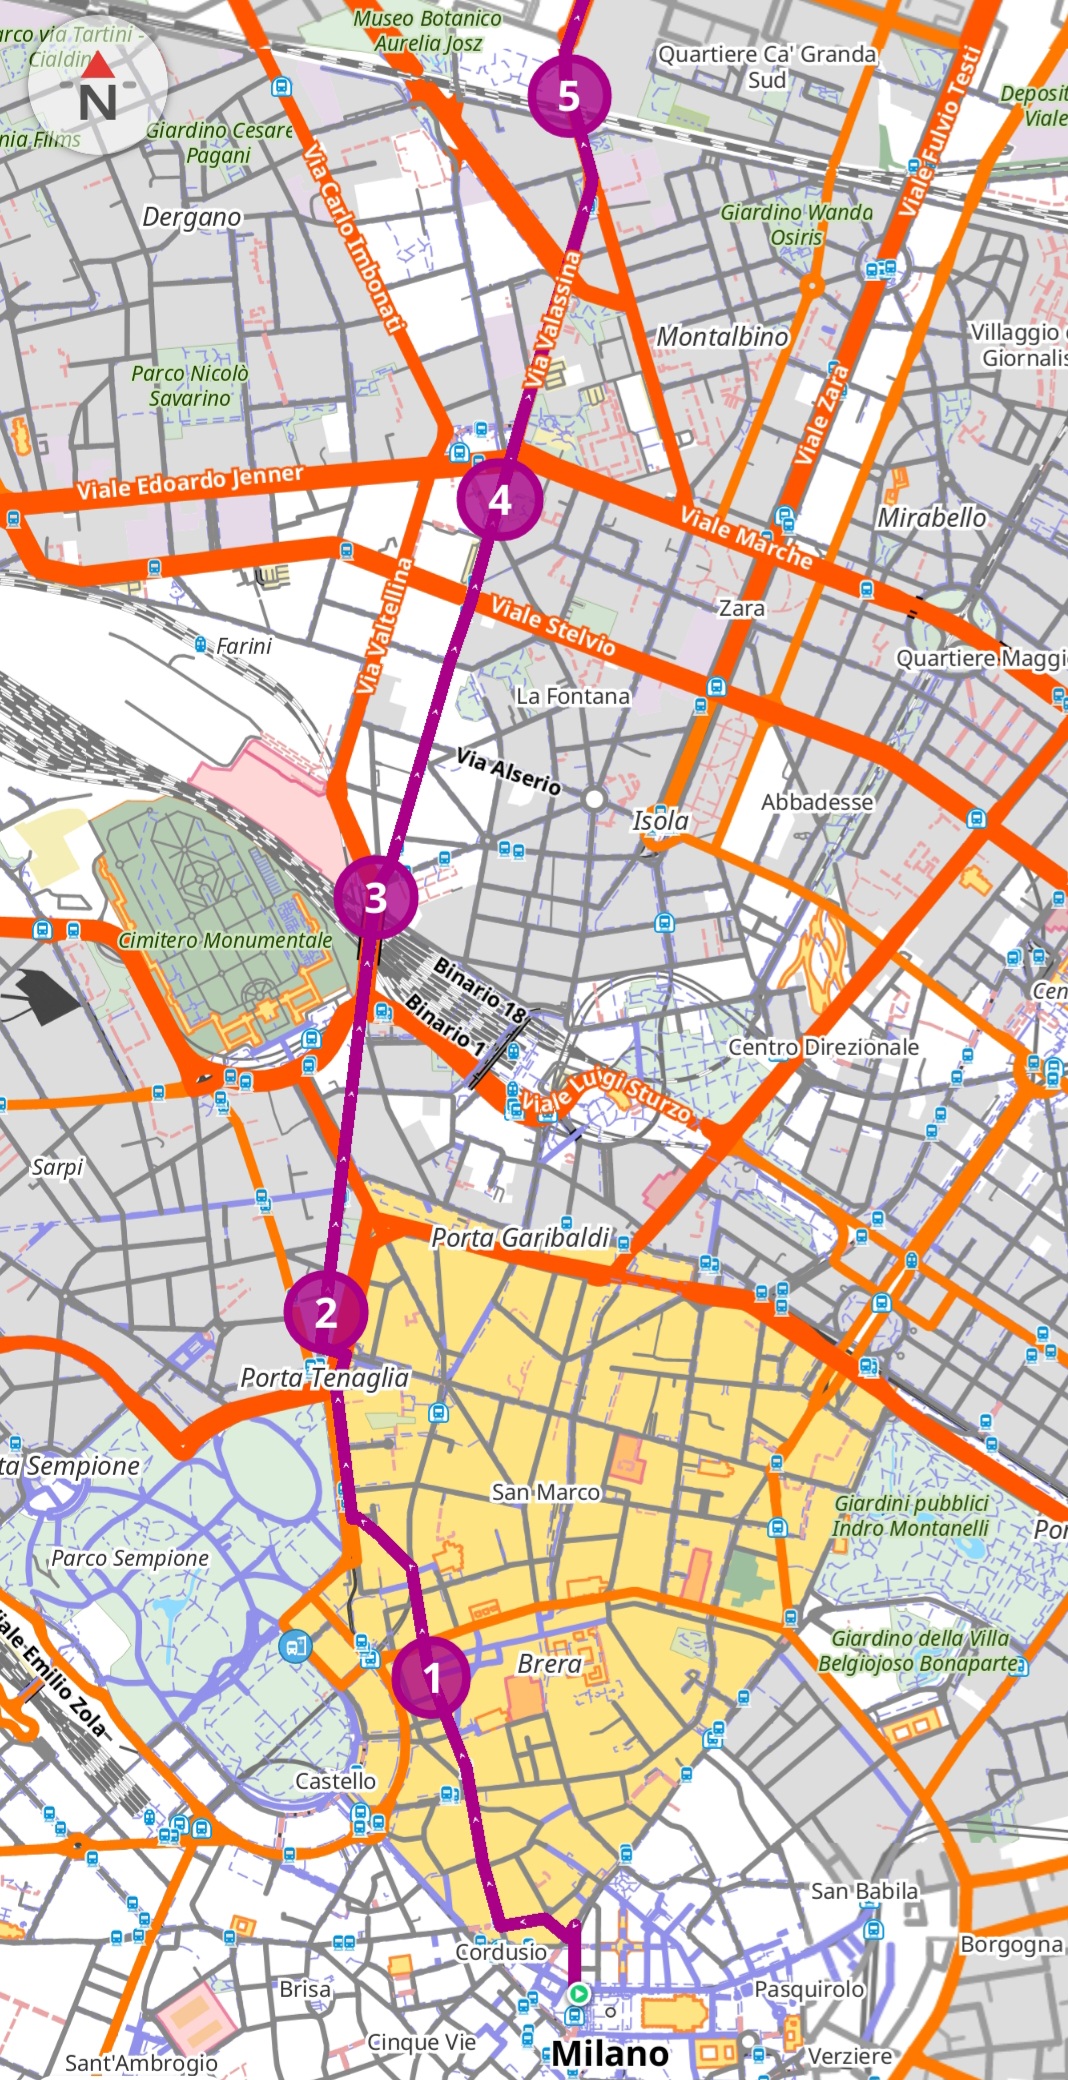 Museo Botanico
Aurelia Josz
arco via Tartini -
Cialdin
N
5
Quartiere Ca' Granda
Sud
Viale Fulvio Testi
Deposit
Viale
nia Films
Giardino Cesare
Pagani
Via Carlo Imbonati
Dergano
Giardino Wanda
Osiris
Via Valassina
Montalbino
Villaggio
Giornalis
Parco Nicolò
Savarino
Viale Zara
Viale Edoardo Jenner
4
Viale Marche
Mirabello
Via Valtellina
Viale Stelvio
Zara
Farini
Quartiere Maggi
La Fontana
Via Alserio
Isola
Abbadesse
3
Cimitero Monumentale
Binario 18
Binario 1
Cen
Centro Direzionale
Viale Luigi Sturzo
Sarpi
Porta Garibaldi
2
Porta Tenaglia
ta Sempione
San Marco
Giardini pubblici
Indro Montanelli
Por
Parco Sempione
iale Emilio Zola
1
Brera
Giardino della Villa
Belgiojoso Bonaparte
Castello
San Babila
Cordusio
Borgogna
Brisa
Pasquirolo
Cinque Vie
Milano
Verziere
Sant'Ambrogio